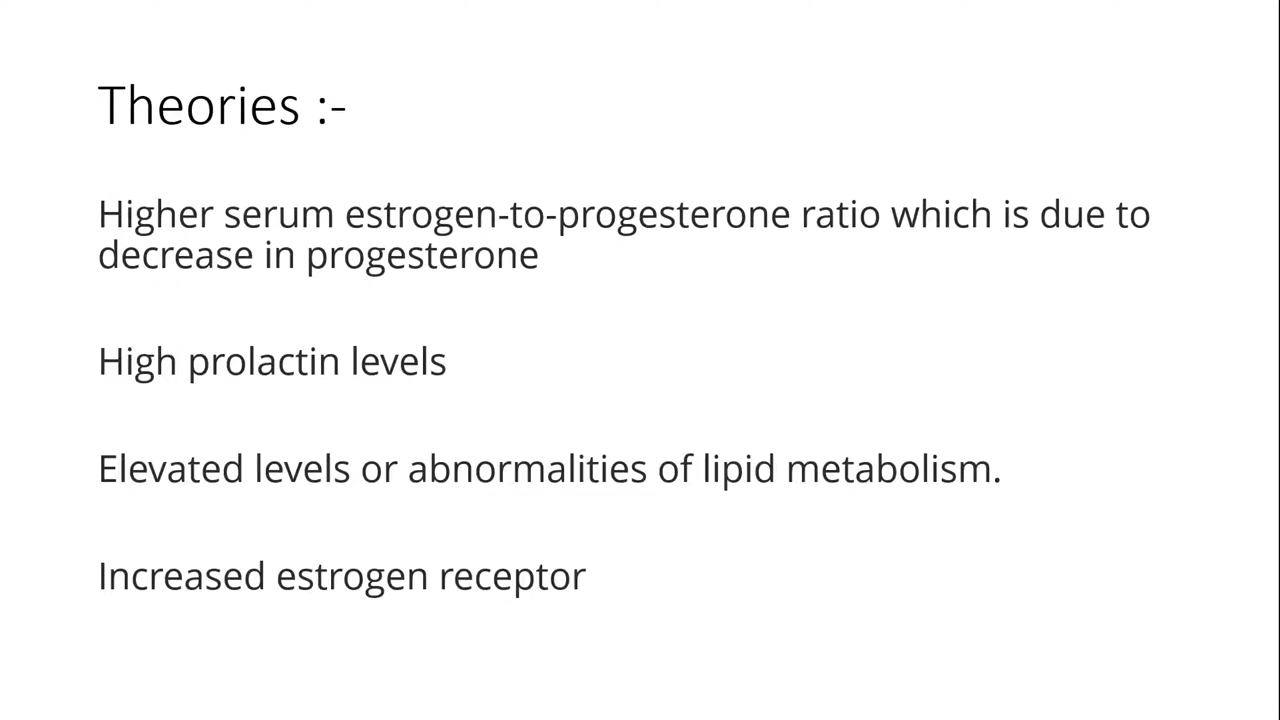 Theories :-
Higher serum estrogen-to-progesterone ratio which is due to
decrease in progesterone
High prolactin levels
Elevated levels or abnormalities of lipid metabolism.
Increased estrogen receptor